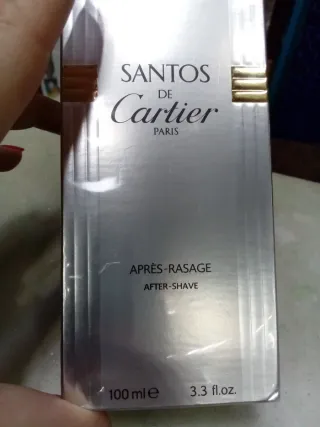 SANTOS
DE
Cartier
PARIS
APRÈS-RASAGE
AFTER-SHAVE
100 ml e 3.3 fl.oz.